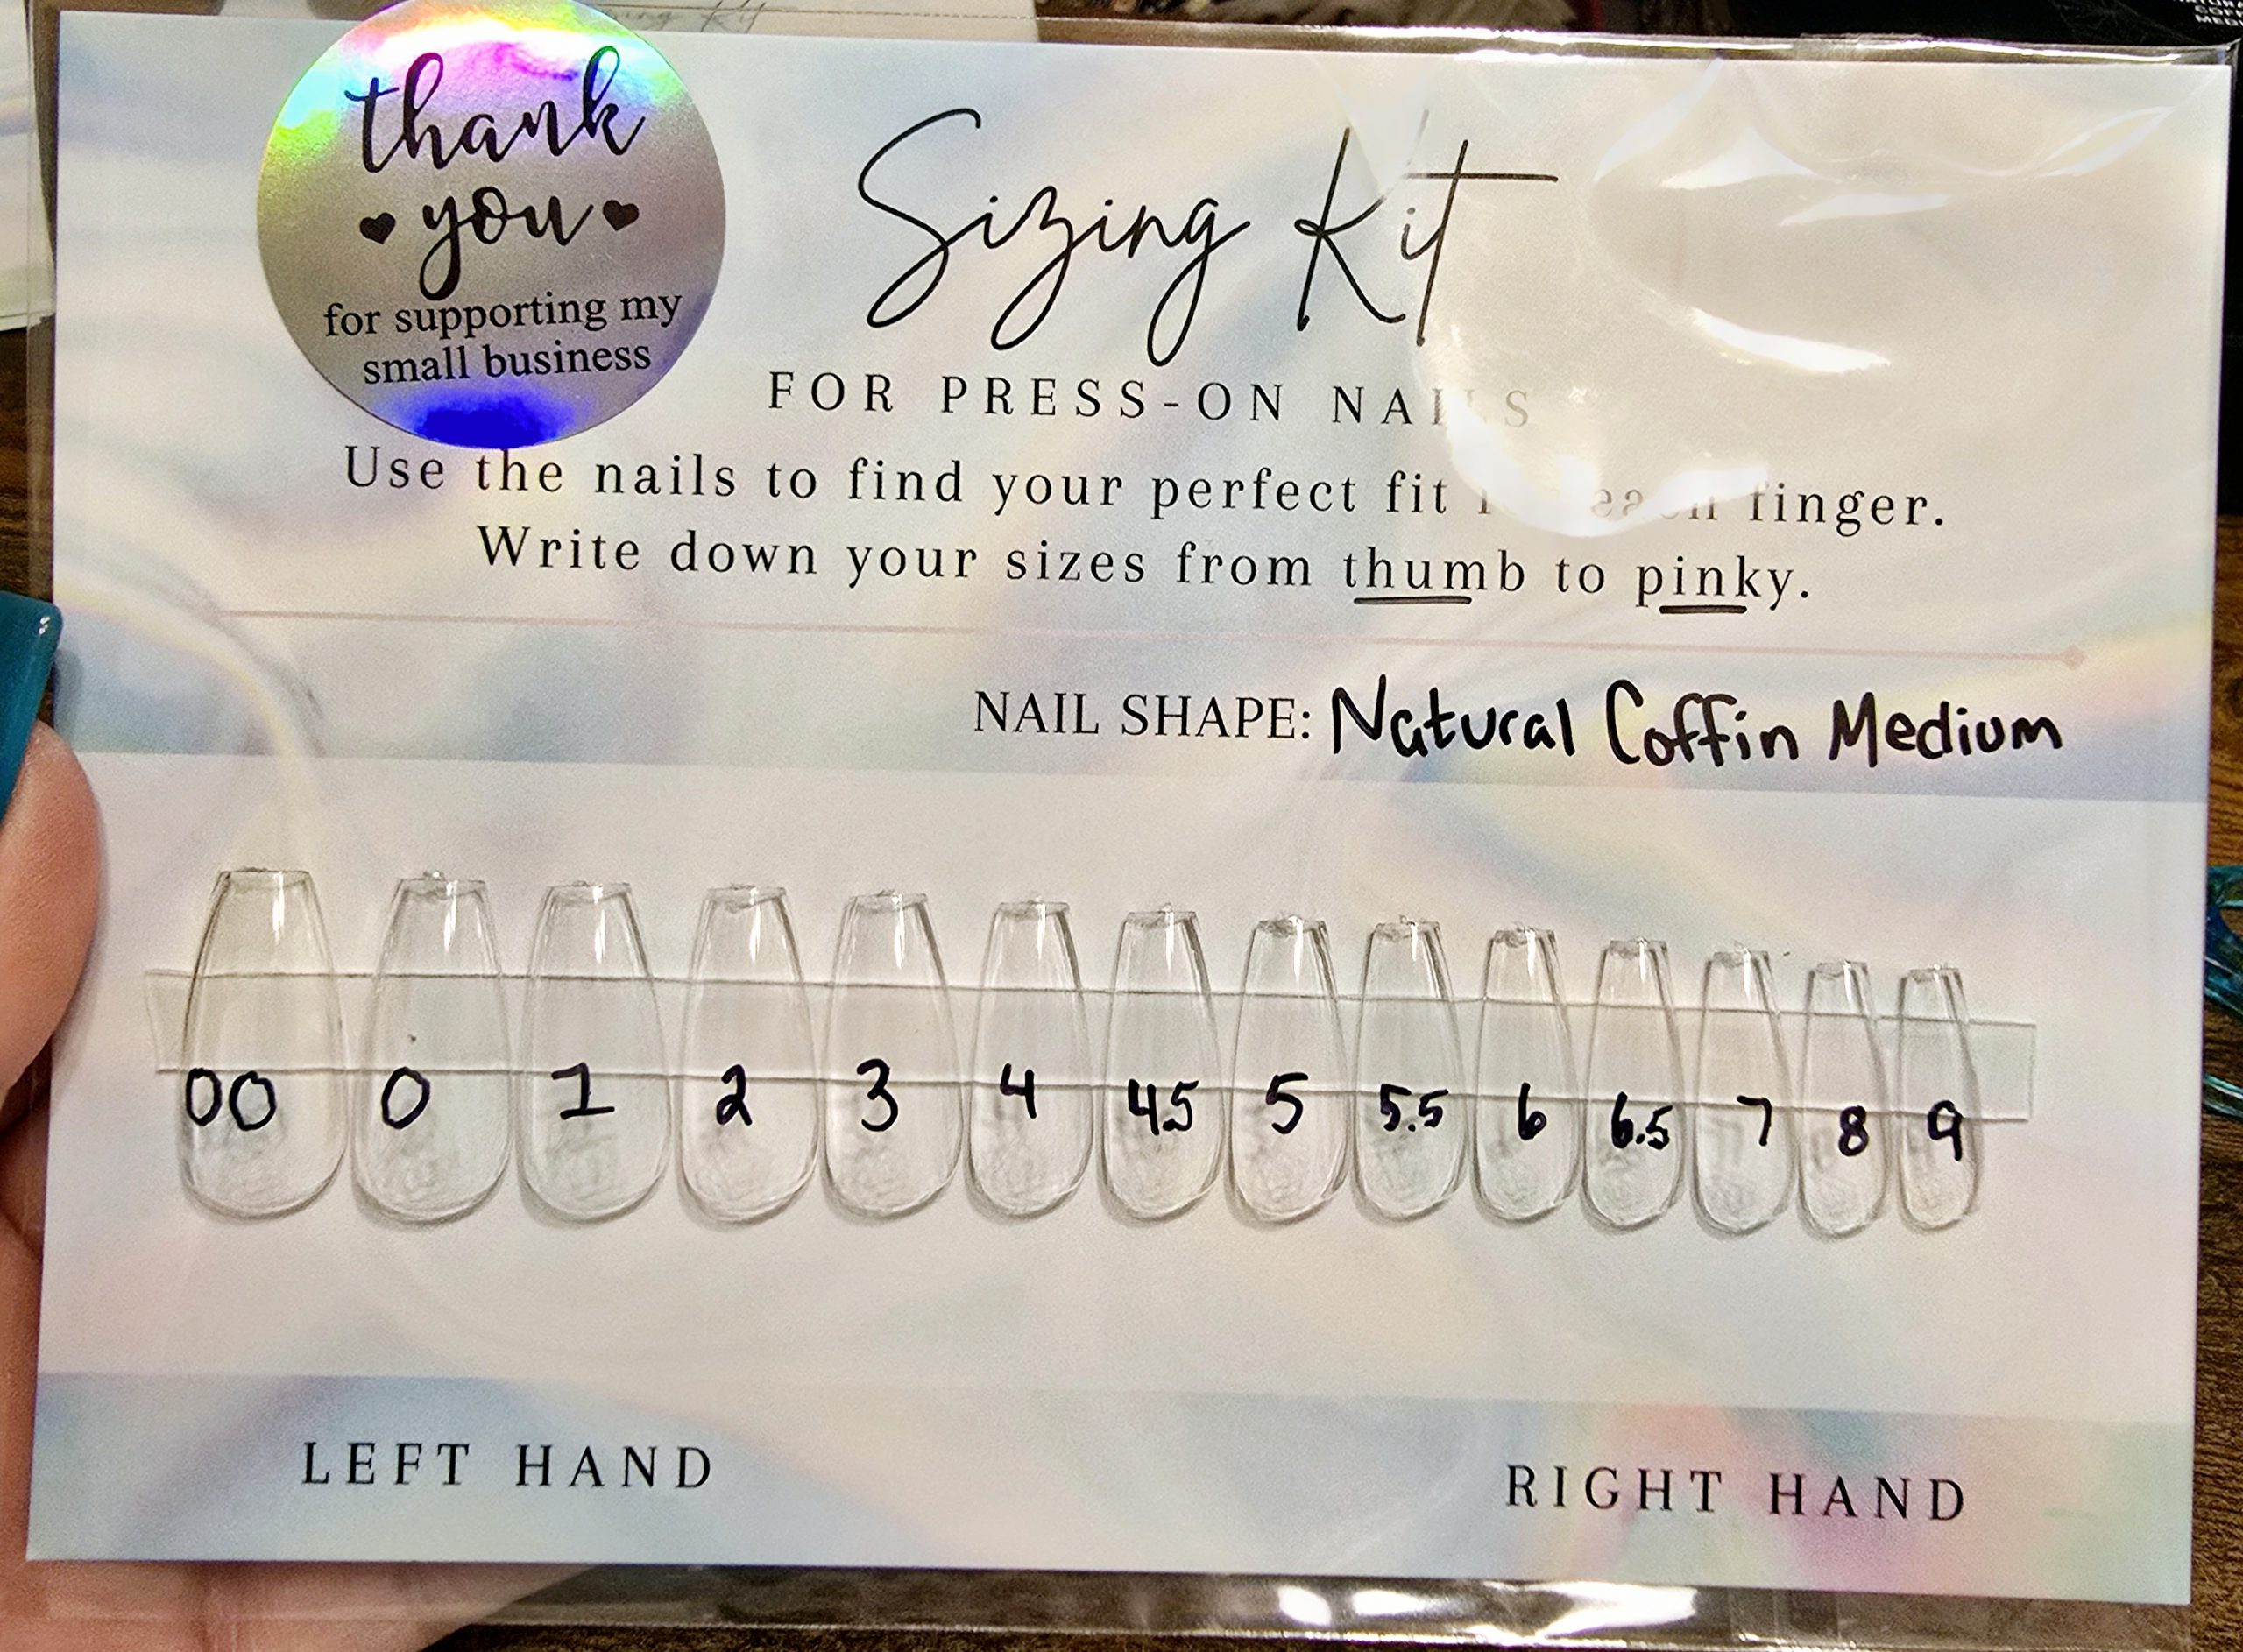 thank
you
for supporting my
small business
Sizing Kit
FOR PRESS-ON NAILS
Use the nails to find your perfect fit each finger.
Write down your sizes from thumb to pinky.
NAIL SHAPE: Natural Coffin Medium
00 0 1 2 3 4 4.5 5 5.5 6 6.5 7 8 9
LEFT HAND
RIGHT HAND